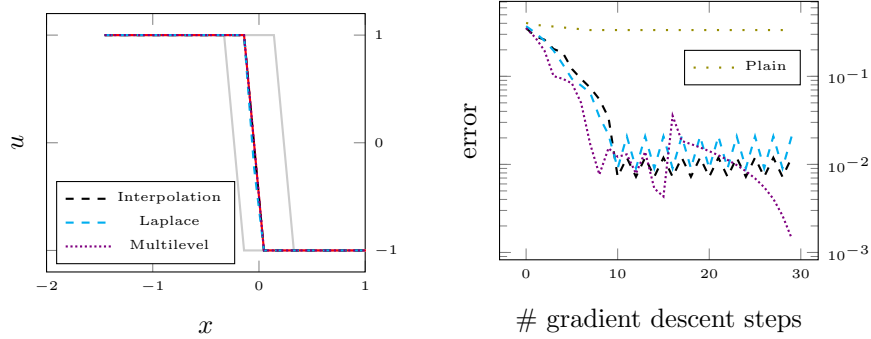 u
1
0
−1
Interpolation
Laplace
Multilevel
−2 −1 0 1
x
error
Plain
10−1
10−2
10−3
0 10 20 30
# gradient descent steps